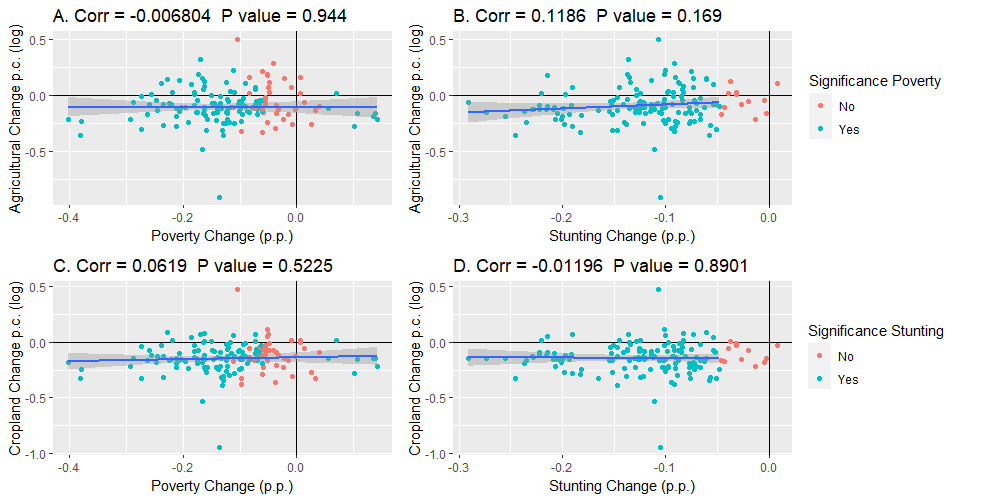 A. Corr = -0.006804  P value = 0.944
Agricultural Change p.c. (log)
0.5
0.0
-0.5
-0.4
-0.2
0.0
Poverty Change (p.p.)
B. Corr = 0.1186  P value = 0.169
Agricultural Change p.c. (log)
0.5
0.0
-0.5
-0.3
-0.2
-0.1
0.0
Stunting Change (p.p.)
Significance Poverty
No
Yes
C. Corr = 0.0619  P value = 0.5225
Cropland Change p.c. (log)
0.5
0.0
-0.5
-1.0
-0.4
-0.2
0.0
Poverty Change (p.p.)
D. Corr = -0.01196  P value = 0.8901
Cropland Change p.c. (log)
0.5
0.0
-0.5
-1.0
-0.3
-0.2
-0.1
0.0
Stunting Change (p.p.)
Significance Stunting
No
Yes